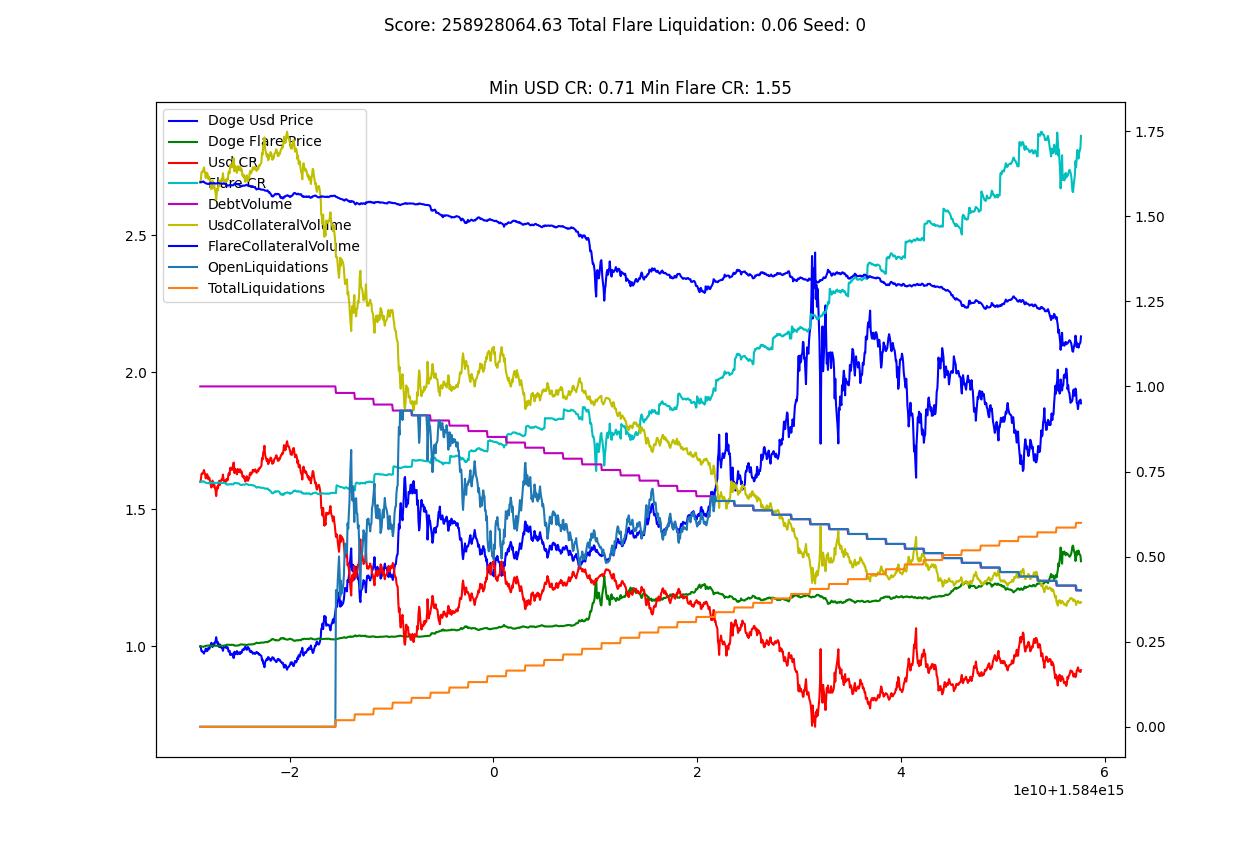 Score: 258928064.63 Total Flare Liquidation: 0.06 Seed: 0
Min USD CR: 0.71 Min Flare CR: 1.55
Doge Usd Price
Doge Flare Price
Usd CR
Flare CR
DebtVolume
UsdCollateralVolume
FlareCollateralVolume
OpenLiquidations
TotalLiquidations
2.5
2.0
1.5
1.0
1.75
1.50
1.25
1.00
0.75
0.50
0.25
0.00
−2
0
2
4
6
1e10+1.584e15